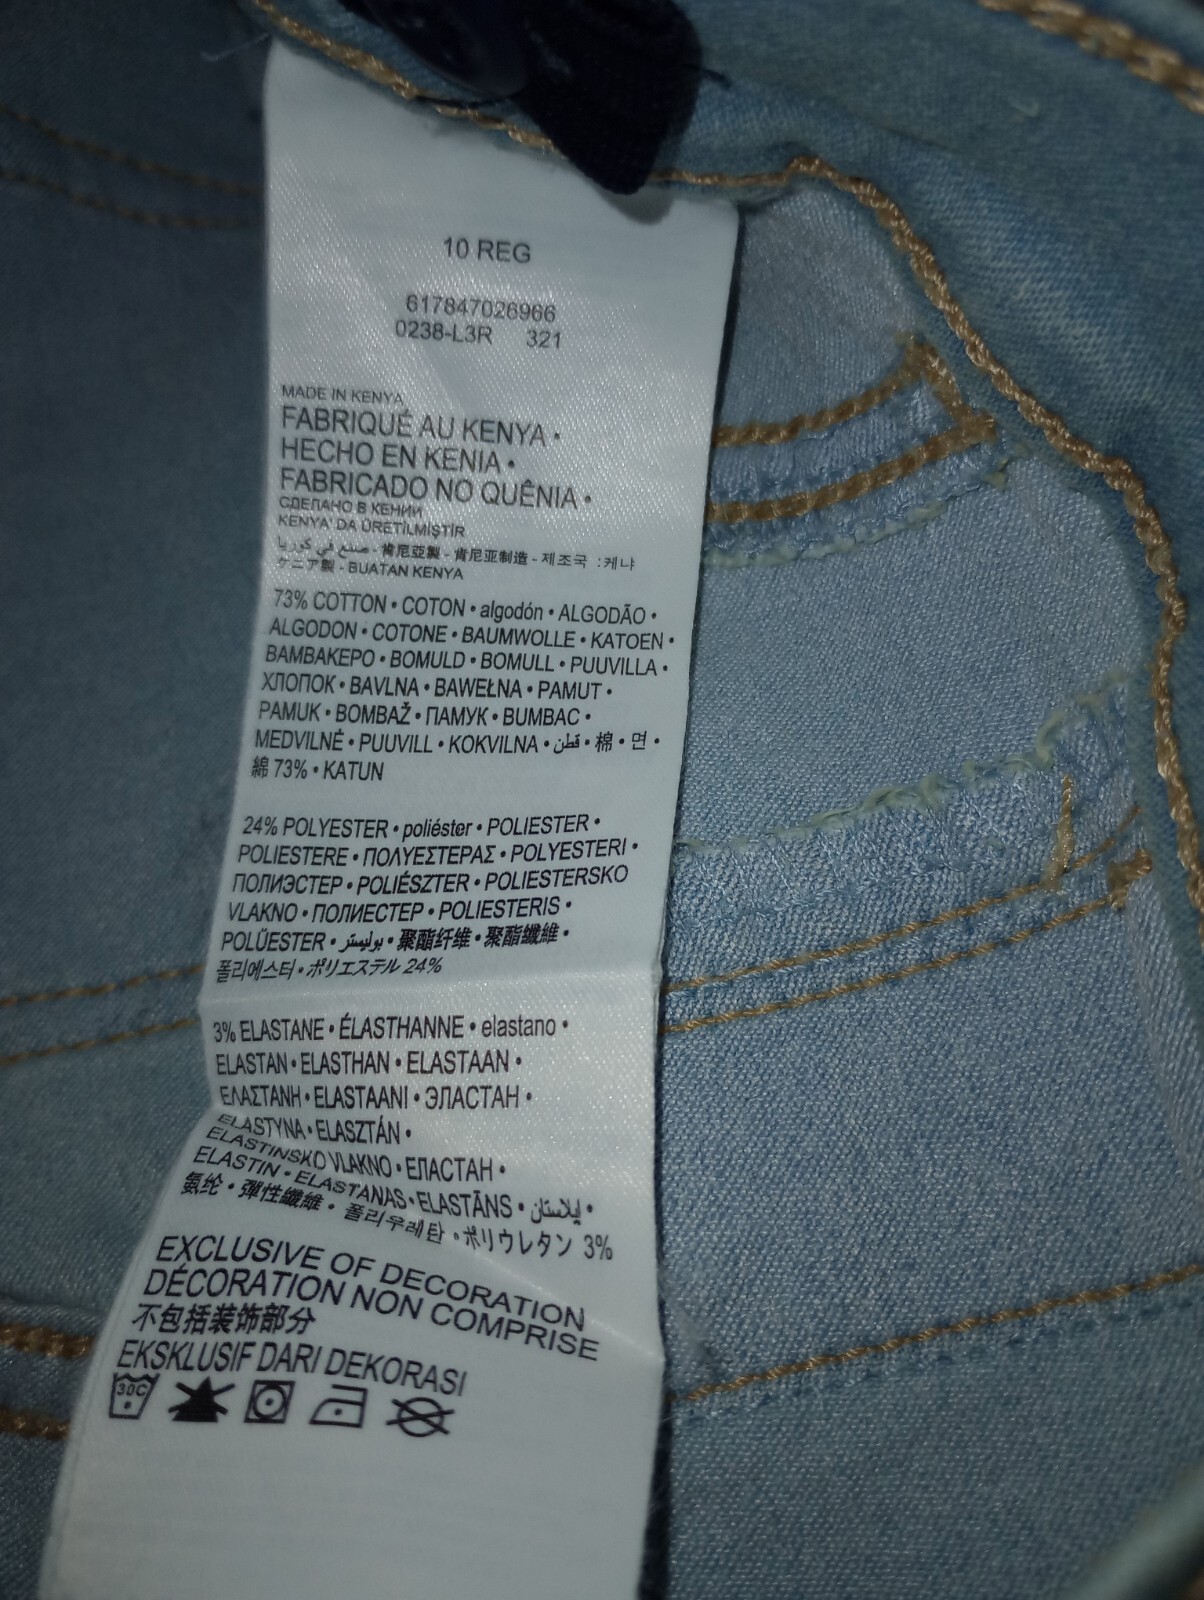 10 REG
617847026966
0238-L3R 321
MADE IN KENYA
FABRIQUÉ AU KENYA •
HECHO EN KENIA •
FABRICADO NO QUÊNIA •
СДЕЛАНО В КЕНИИ
KENYA' DA ÜRETİLMİŞTİR
صنع في كوريا - 肯尼亞製 - 肯尼亚制造 - 제조국 :케냐
ケニア製 - BUATAN KENYA
73% COTTON • COTON • algodón • ALGODÃO •
ALGODON • COTONE • BAUMWOLLE • KATOEN •
ΒΑΜΒΑΚΕΡΟ • BOMULD • BOMULL • PUUVILLA •
ХЛОПОК • BAVLNA • BAWEŁNA • PAMUT •
PAMUK • BOMBAŽ • ПАМУК • BUMBAC •
MEDVILNĖ • PUUVILL • KOKVILNA • قطن • 棉 • 면 •
綿 73% • KATUN
24% POLYESTER • poliéster • POLIESTER •
POLIESTERE • ΠΟΛΥΕΣΤΕΡΑΣ • POLYESTERI •
ПОЛИЭСТЕР • POLIÉSZTER • POLIESTERSKO
VLAKNO • ПОЛИЕСТЕР • POLIESTERIS •
POLÜESTER • بوليستر • 聚酯纤维 • 聚酯纖維 •
폴리에스터 • ポリエステル 24%
3% ELASTANE • ÉLASTHANNE • elastano •
ELASTAN • ELASTHAN • ELASTAAN •
ΕΛΑΣΤΑΝΗ • ELASTAANI • ЭЛАСТАН •
ELASTYNA • ELASZTÁN •
ELASTINSKO VLAKNO • ЕЛАСТАН •
ELASTIN • ELASTANAS • ELASTĀNS • إيلاستان •
氨纶 • 彈性纖維 • 폴리우레탄 • ポリウレタン 3%
EXCLUSIVE OF DECORATION
DÉCORATION NON COMPRISE
不包括装饰部分
EKSKLUSIF DARI DEKORASI
30C